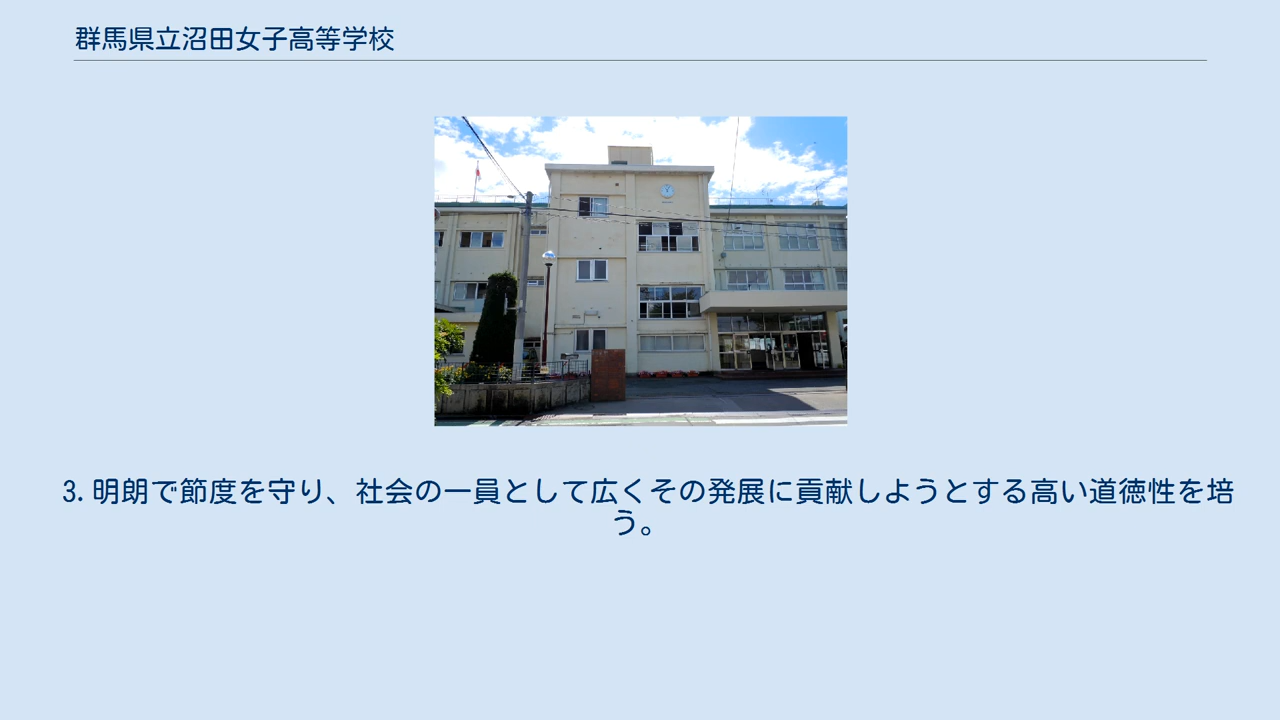 群馬県立沼田女子高等学校
3. 明朗で節度を守り、社会の一員として広くその発展に貢献しようとする高い道徳性を培
う。